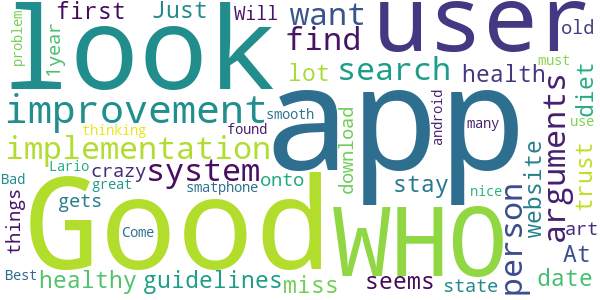 problem
1year
first
Just
Will
want
find
user
old
look
lot
search
health
must
diet
improvement
smooth
app
android
many
arguments
use
trust
implementation
thinking
found
download
Lario
crazy
great
system
onto
smatphone
stay
nice
website
person
art
Bad
things
gets
Good
Come
WHO
At
Best
healthy
guidelines
miss
seems
state
date